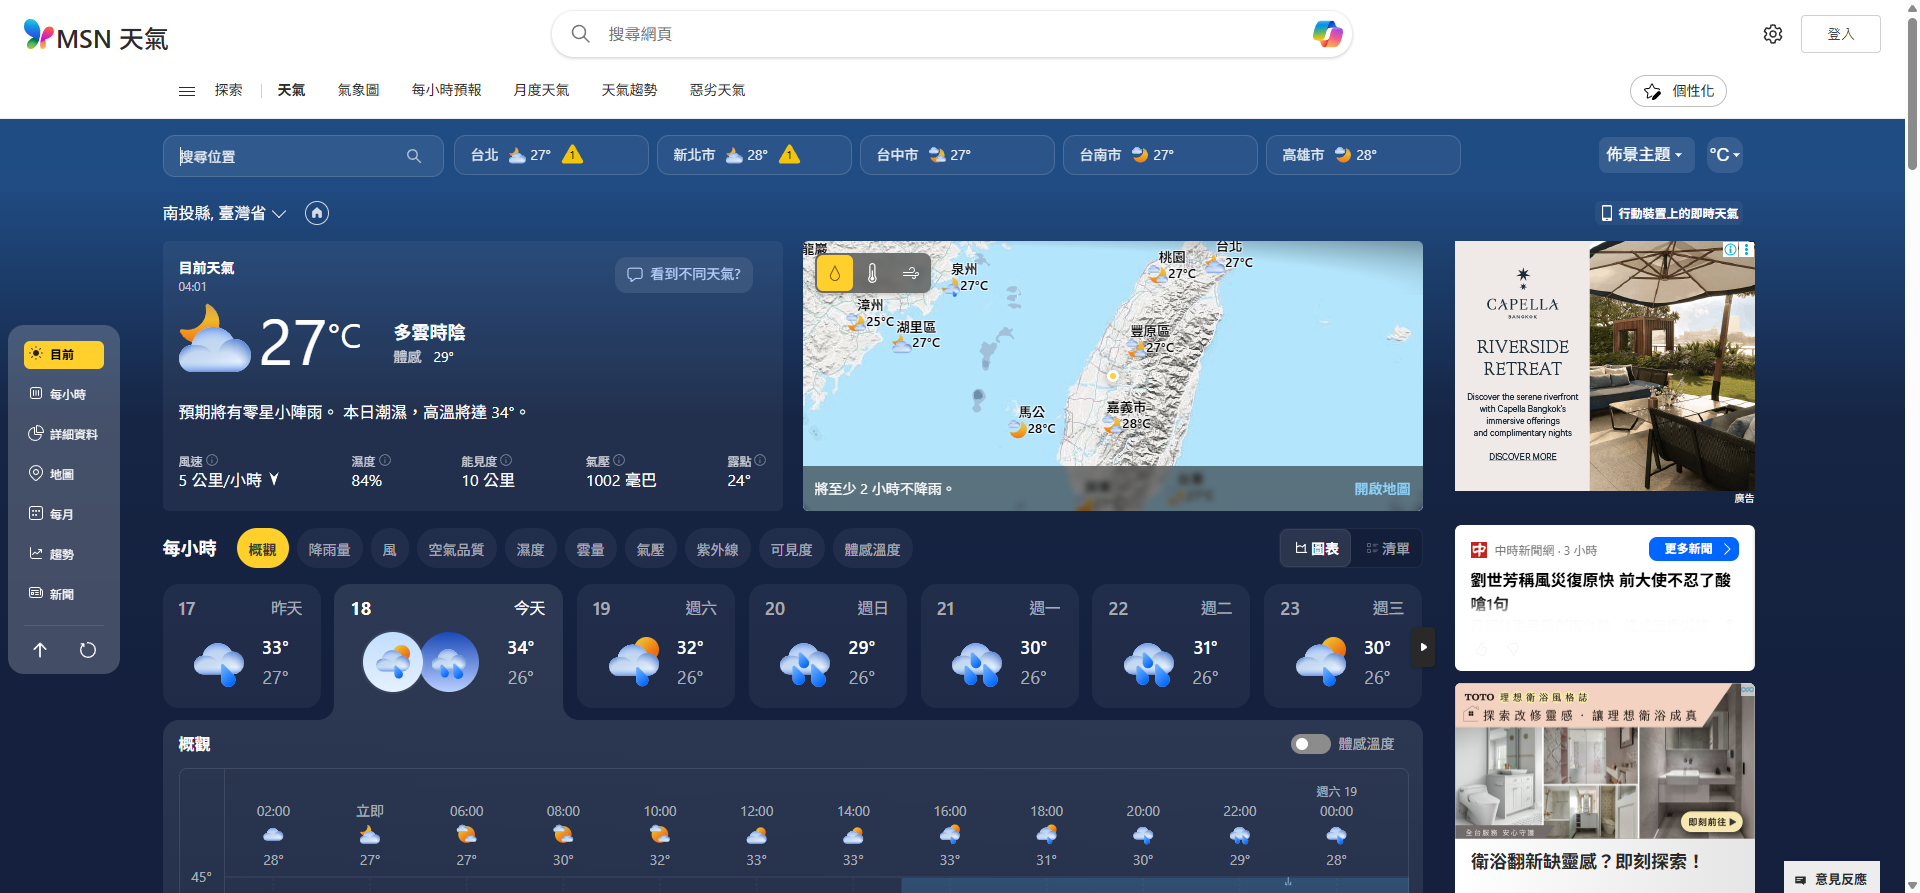 MSN 天氣
搜尋網頁
登入
探索
天氣
氣象圖
每小時預報
月度天氣
天氣趨勢
惡劣天氣
個性化
搜尋位置
台北 27° 1
新北市 28° 1
台中市 27°
台南市 27°
高雄市 28°
佈景主題
°C
南投縣, 臺灣省
行動裝置上的即時天氣
目前天氣
04:01
看到不同天氣?
27°C
多雲時陰
體感 29°
預期將有零星小陣雨。 本日潮濕，高溫將達 34°。
風速
5 公里/小時
濕度
84%
能見度
10 公里
氣壓
1002 毫巴
露點
24°
龍巖
泉州
27°C
漳州
25°C
湖里區
27°C
桃園
27°C
台北
27°C
豐原區
27°C
馬公
28°C
嘉義市
28°C
將至少 2 小時不降雨。
開啟地圖
CAPELLA
BANGKOK
RIVERSIDE
RETREAT
Discover the serene riverfront
with Capella Bangkok's
immersive offerings
and complimentary nights
DISCOVER MORE
廣告
目前
每小時
詳細資料
地圖
每月
趨勢
新聞
每小時
概觀
降雨量
風
空氣品質
濕度
雲量
氣壓
紫外線
可見度
體感溫度
圖表
清單
17 昨天
33°
27°
18 今天
34°
26°
19 週六
32°
26°
20 週日
29°
26°
21 週一
30°
26°
22 週二
31°
26°
23 週三
30°
26°
中
中時新聞網 · 3 小時
更多新聞
劉世芳稱風災復原快 前大使不忍了酸
嗆1句
概觀
體感溫度
週六 19
02:00 立即 06:00 08:00 10:00 12:00 14:00 16:00 18:00 20:00 22:00 00:00
28° 27° 27° 30° 32° 33° 33° 33° 31° 30° 29° 28°
45°
TOTO 理想衛浴風格誌
探索改修靈感 · 讓理想衛浴成真
全台服務 安心守護
即刻前往
衛浴翻新缺靈感？即刻探索！
意見反應